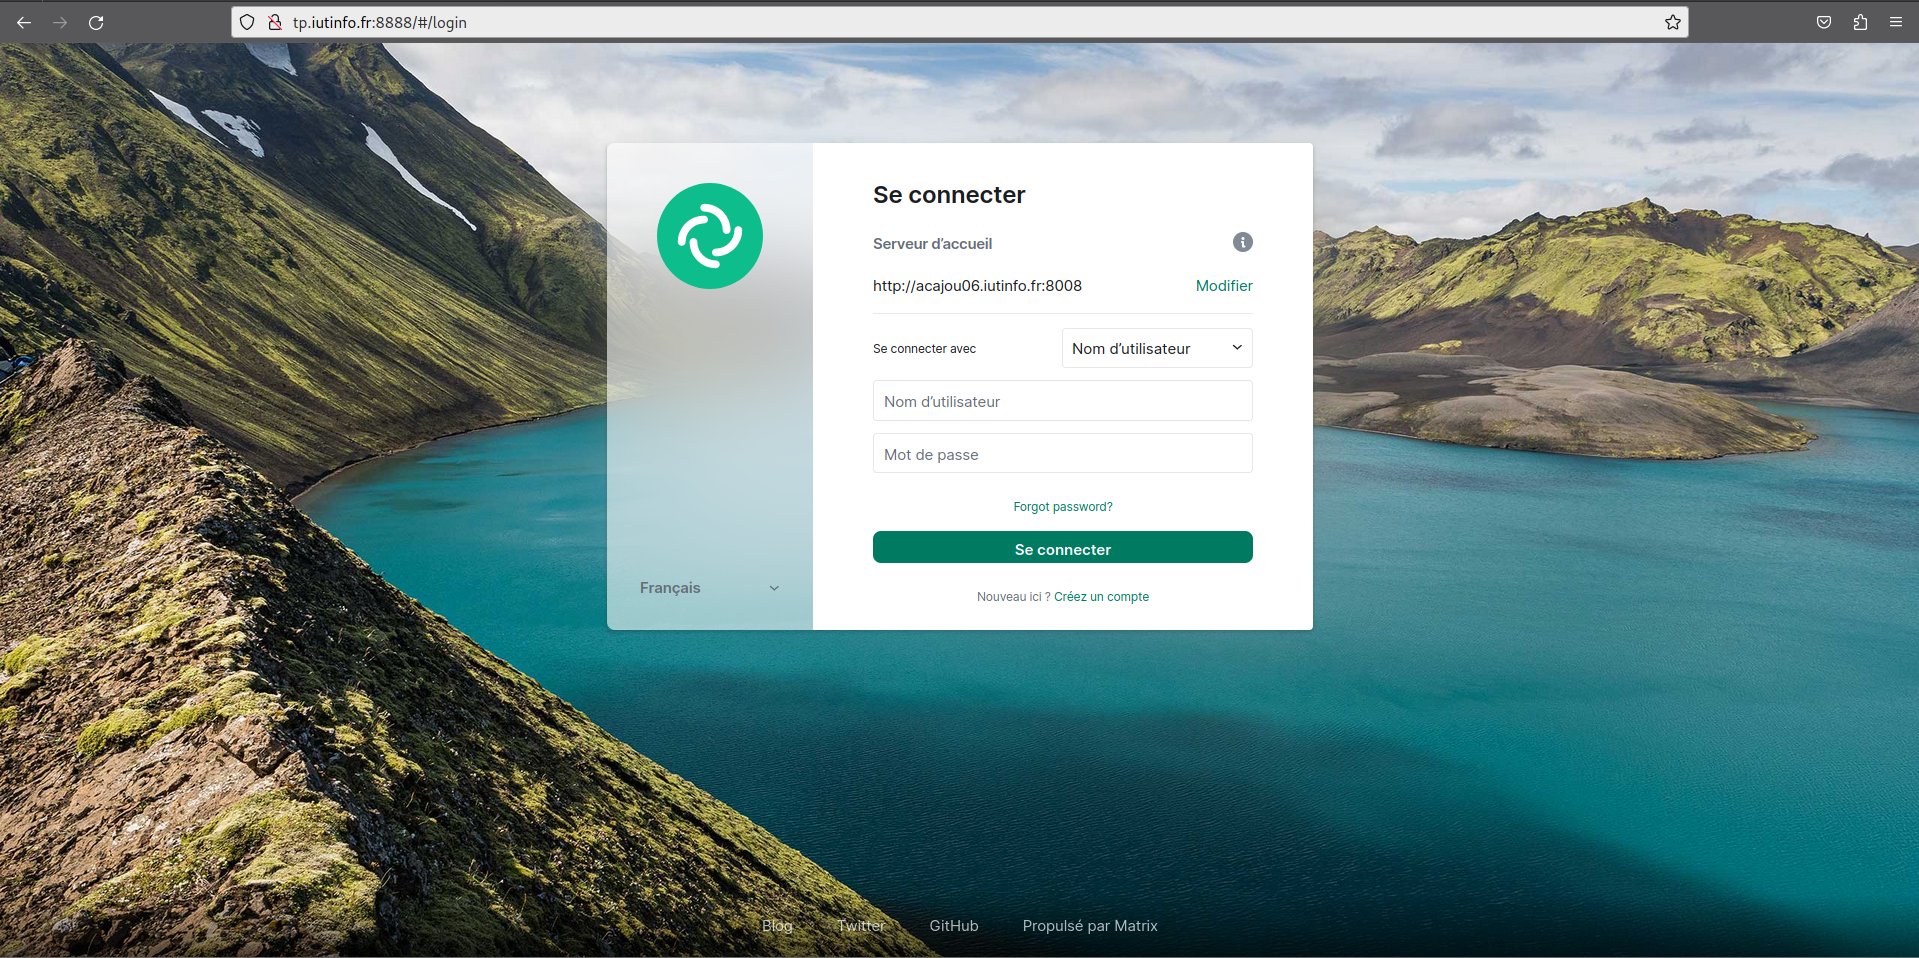 tp.iutinfo.fr:8888/#/login
Se connecter
Serveur d’accueil
http://acajou06.iutinfo.fr:8008 Modifier
Se connecter avec Nom d’utilisateur
Nom d’utilisateur
Mot de passe
Forgot password?
Se connecter
Français
Nouveau ici ? Créez un compte
Blog Twitter GitHub Propulsé par Matrix